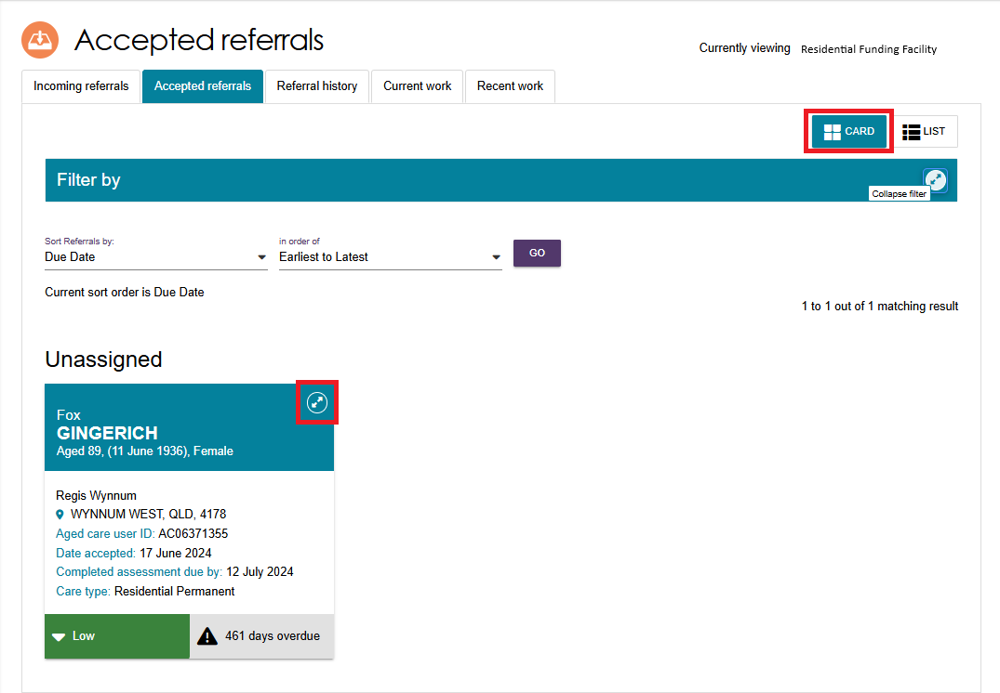 Accepted referrals
Currently viewing Residential Funding Facility
Incoming referrals Accepted referrals Referral history Current work Recent work
CARD LIST
Filter by
Collapse filter
Sort Referrals by: in order of
Due Date Earliest to Latest GO
Current sort order is Due Date
1 to 1 out of 1 matching result
Unassigned
Fox
GINGERICH
Aged 89, (11 June 1936), Female
Regis Wynnum
WYNNUM WEST, QLD, 4178
Aged care user ID: AC06371355
Date accepted: 17 June 2024
Completed assessment due by: 12 July 2024
Care type: Residential Permanent
Low 461 days overdue